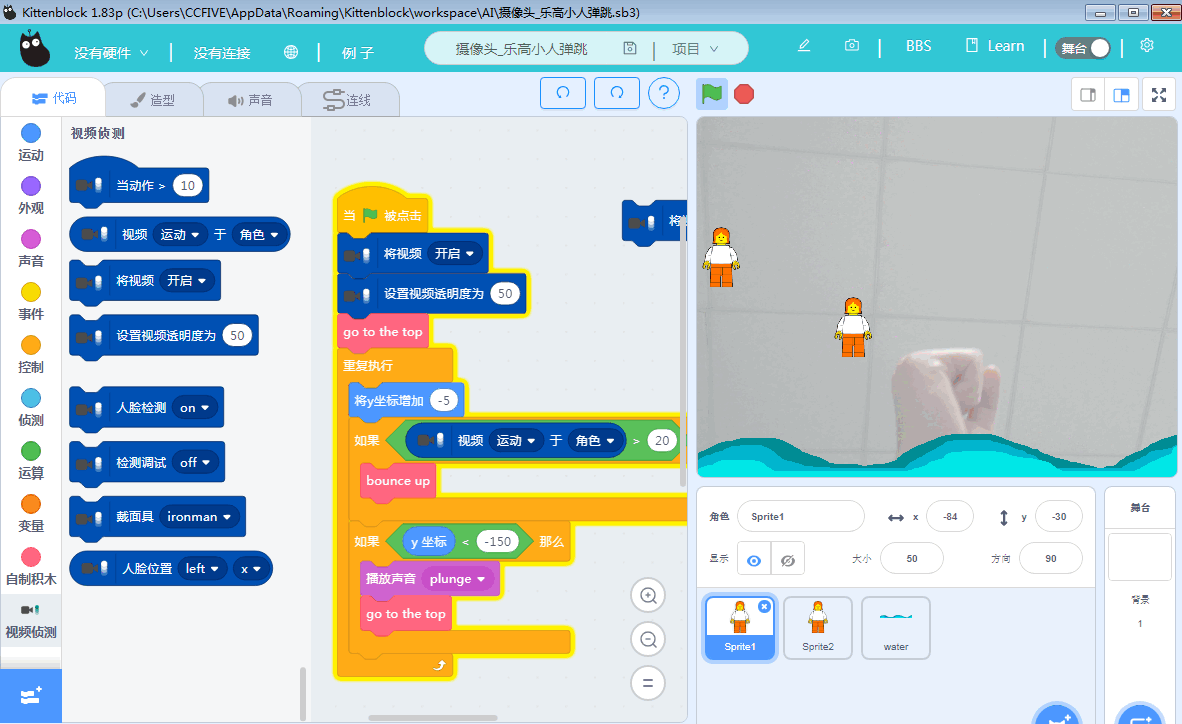 Kittenblock 1.83p (C:\Users\CCFIVE\AppData\Roaming\Kittenblock\workspace\AI\摄像头_乐高小人弹跳.sb3)
没有硬件
没有连接
例子
摄像头_乐高小人弹跳
项目
BBS
Learn
舞台
代码
造型
声音
连线
?
运动
外观
声音
事件
控制
侦测
运算
变量
自制积木
视频侦测
视频侦测
当动作 > 10
视频 运动 于 角色
将视频 开启
设置视频透明度为 50
人脸检测 on
检测调试 off
戴面具 ironman
人脸位置 left x
当 被点击
将视频 开启
设置视频透明度为 50
go to the top
重复执行
将y坐标增加 -5
如果 视频 运动 于 角色 > 20
bounce up
如果 y 坐标 < -150 那么
播放声音 plunge
go to the top
角色 Sprite1 x -84 y -30
显示 大小 50 方向 90
Sprite1
Sprite2
water
舞台
背景
1